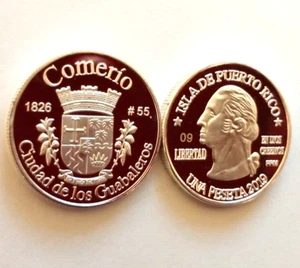 Comerío
1826
#55
Ciudad de los Guabaleros
ISLA DE PUERTO RICO
09
LIBERTAD
UNA PESETA 2019